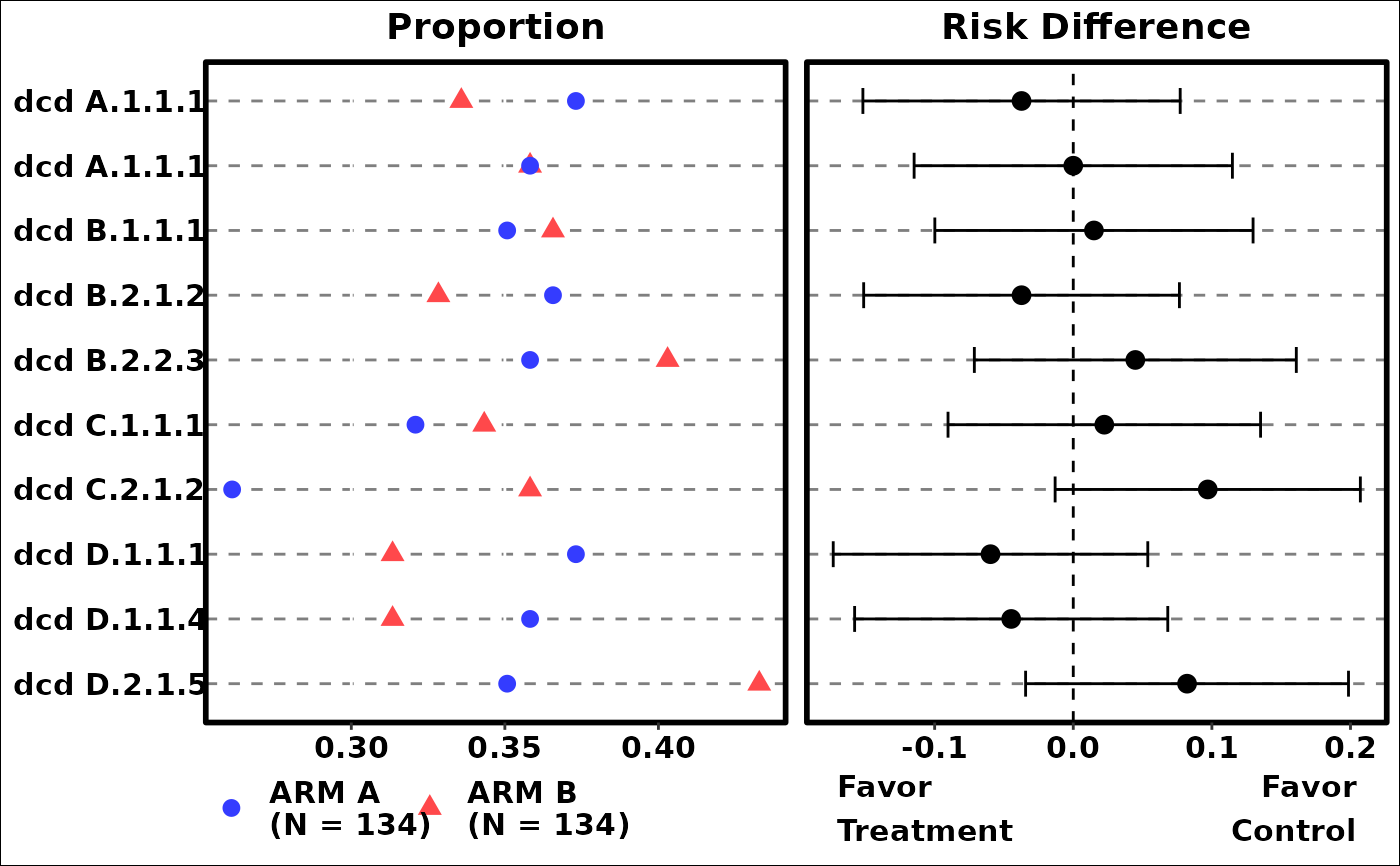 Proportion
Risk Difference
dcd A.1.1.1
dcd A.1.1.1
dcd B.1.1.1
dcd B.2.1.2
dcd B.2.2.3
dcd C.1.1.1
dcd C.2.1.2
dcd D.1.1.1
dcd D.1.1.4
dcd D.2.1.5
0.30 0.35 0.40
-0.1 0.0 0.1 0.2
ARM A
(N = 134)
ARM B
(N = 134)
Favor
Treatment
Favor
Control